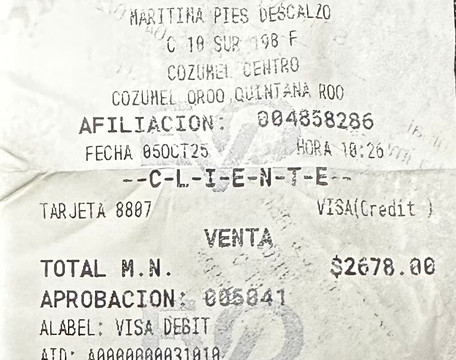 MARITINA PIES DESCALZO
C 10 SUR 198 F
COZUMEL CENTRO
COZUMEL QROO,QUINTANA ROO
AFILIACION: 004858286
FECHA 05OCT25 HORA 10:26
--C-L-I-E-N-T-E--
TARJETA 8807 VISA(Credit )
VENTA
TOTAL M.N. $2678.00
APROBACION: 005041
ALABEL: VISA DEBIT
AID: A0000000031010